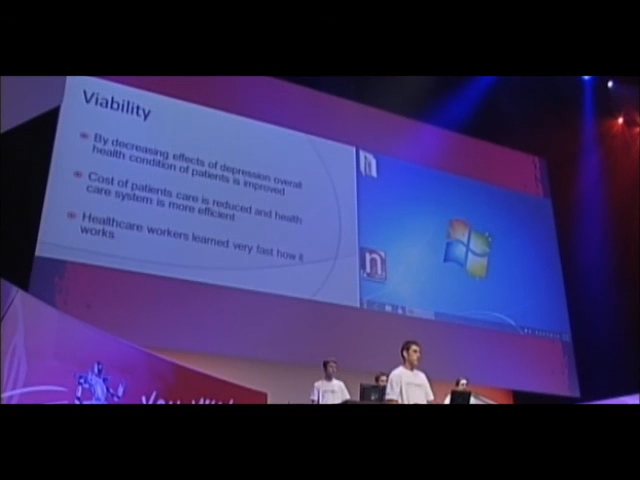 Viability
By decreasing effects of depression overall
health condition of patients is improved
Cost of patients care is reduced and health
care system is more efficient
Healthcare workers learned very fast how it
works
n
You